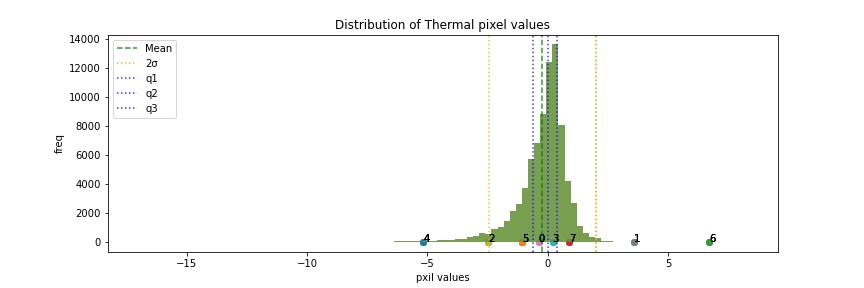 Distribution of Thermal pixel values
14000
12000
10000
8000
6000
4000
2000
0
freq
Mean
2σ
q1
q2
q3
4 2 5 0 3 7 1 6
−15 −10 −5 0 5
pxil values